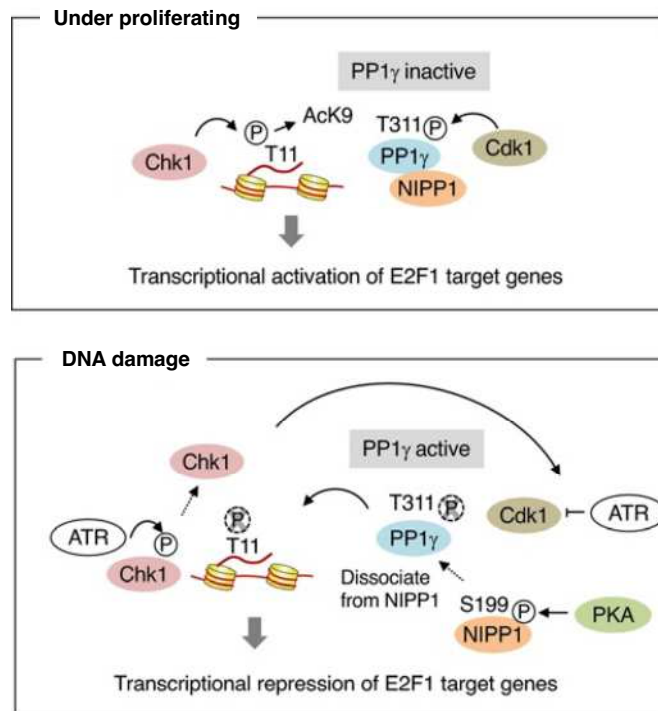 Under proliferating
PP1γ inactive
AcK9
P
T311 P
Chk1
T11
PP1γ
Cdk1
NIPP1
Transcriptional activation of E2F1 target genes
DNA damage
PP1γ active
Chk1
P
T311 P
ATR
P
T11
Cdk1
ATR
Chk1
PP1γ
Dissociate
from NIPP1
S199 P
PKA
NIPP1
Transcriptional repression of E2F1 target genes